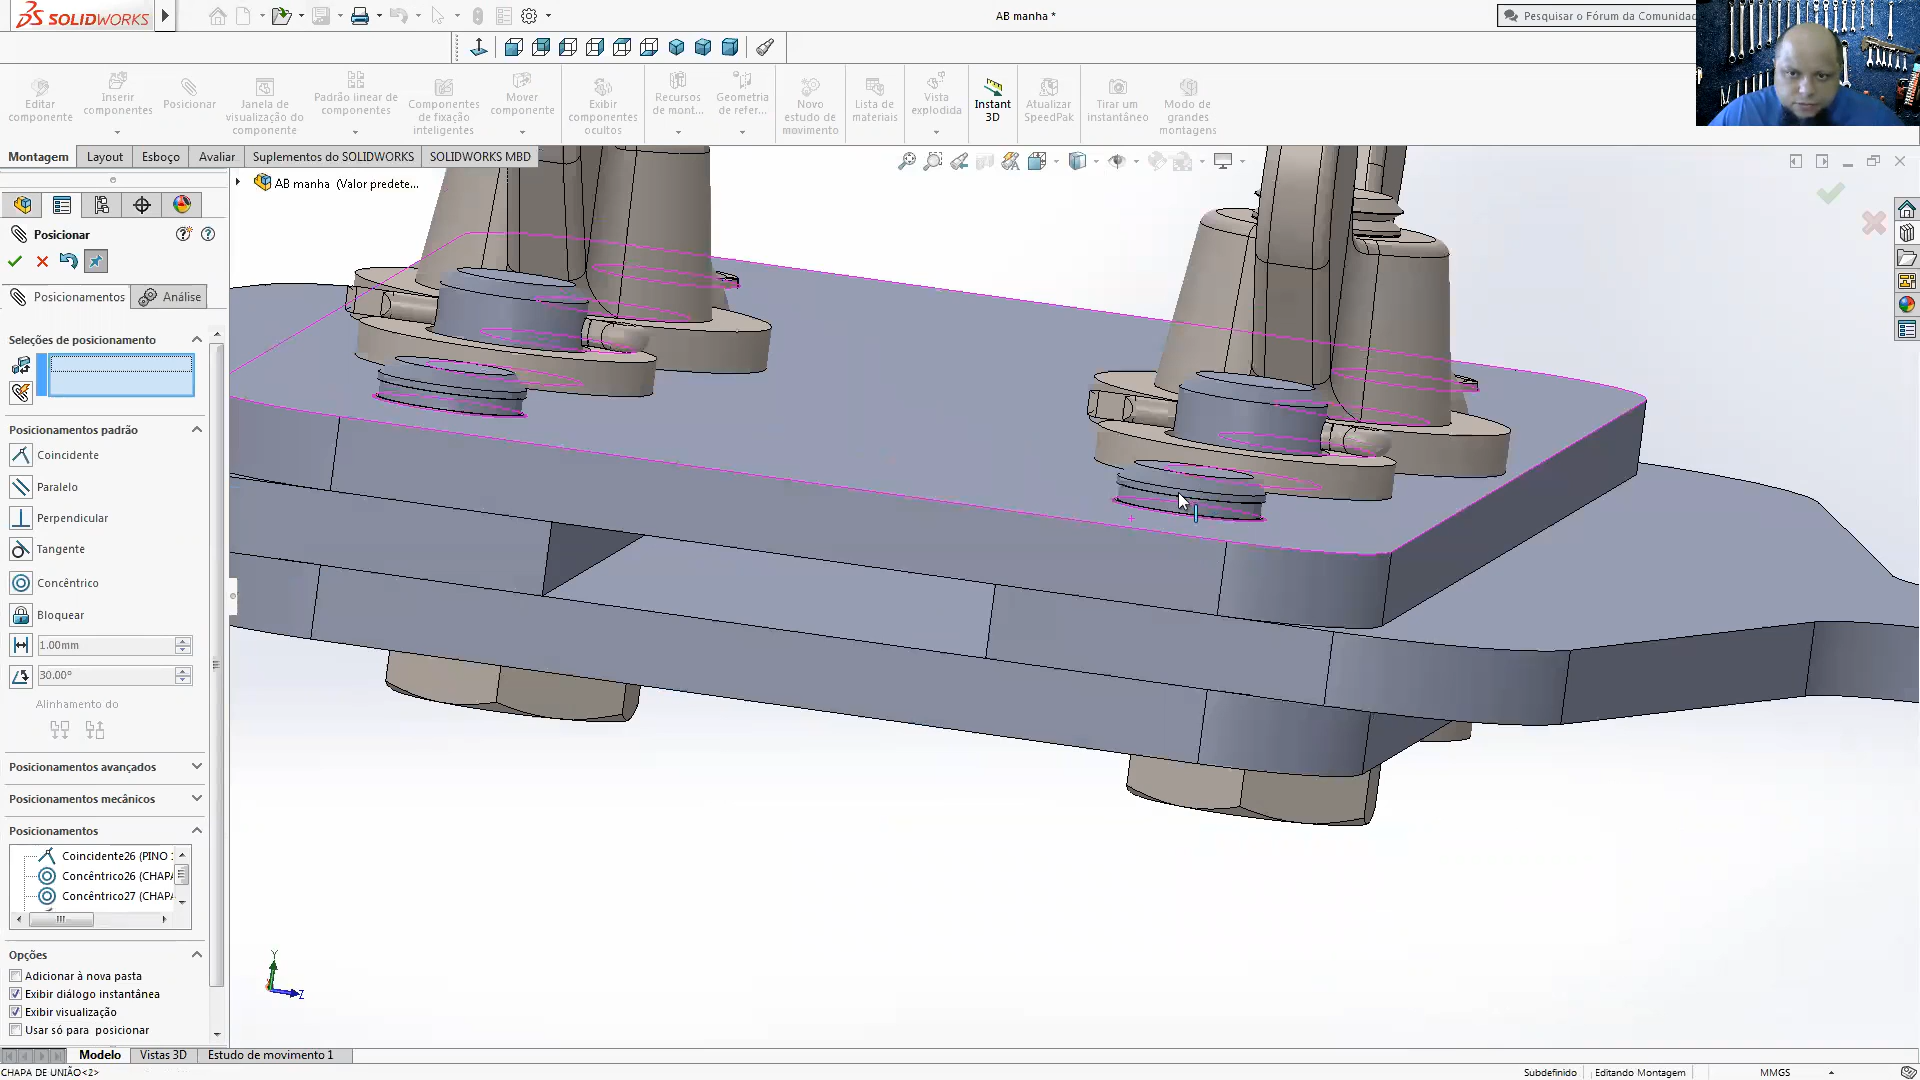 SOLIDWORKS
AB manha *
Pesquisar o Fórum da Comunidac
Editar componente
Inserir componentes
Posicionar
Janela de visualização do componente
Padrão linear de componentes
Componentes de fixação inteligentes
Mover componente
Exibir componentes ocultos
Recursos de mont...
Geometria de refer...
Novo estudo de movimento
Lista de materiais
Vista explodida
Instant 3D
Atualizar SpeedPak
Tirar um instantâneo
Modo de grandes montagens
Montagem
Layout
Esboço
Avaliar
Suplementos do SOLIDWORKS
SOLIDWORKS MBD
AB manha (Valor predete...
Posicionar
Posicionamentos
Análise
Seleções de posicionamento
Posicionamentos padrão
Coincidente
Paralelo
Perpendicular
Tangente
Concêntrico
Bloquear
1.00mm
30.00°
Alinhamento do
Posicionamentos avançados
Posicionamentos mecânicos
Posicionamentos
Coincidente26 (PINO 1
Concêntrico26 (CHAPA
Concêntrico27 (CHAPA
Opções
Adicionar à nova pasta
Exibir diálogo instantânea
Exibir visualização
Usar só para posicionar
Y
Z
Modelo
Vistas 3D
Estudo de movimento 1
CHAPA DE UNIÃO<2>
Subdefinido
Editando Montagem
MMGS